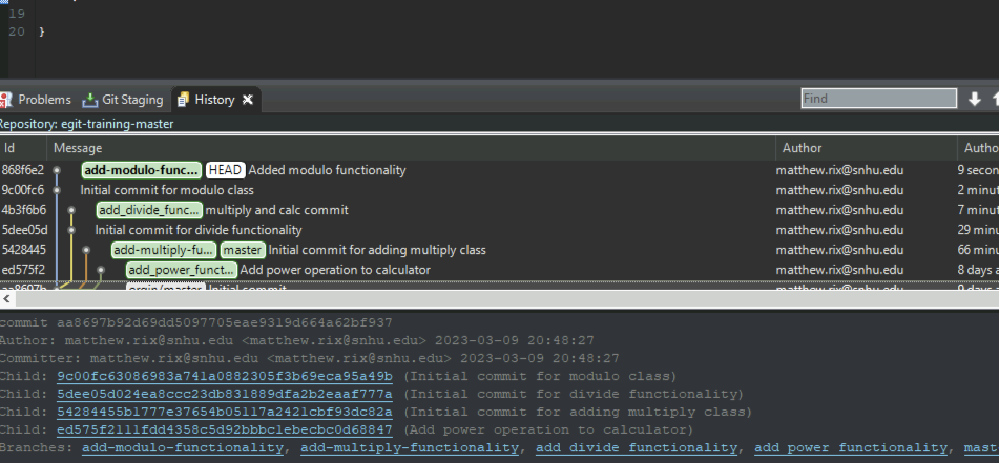 19
20 }
Problems Git Staging History Find
Repository: egit-training-master
Id Message Author Autho
868f6e2 add-modulo-func... HEAD Added modulo functionality matthew.rix@snhu.edu 9 secon
9c00fc6 Initial commit for modulo class matthew.rix@snhu.edu 2 minut
4b3f6b6 add_divide_func... multiply and calc commit matthew.rix@snhu.edu 7 minut
5dee05d Initial commit for divide functionality matthew.rix@snhu.edu 29 minu
5428445 add-multiply-fu... master Initial commit for adding multiply class matthew.rix@snhu.edu 66 minu
ed575f2 add_power_funct... Add power operation to calculator matthew.rix@snhu.edu 8 days a
aa8697b orgin/master Initial commit matthew.rix@snhu.edu 9 days a
commit aa8697b92d69dd5097705eae9319d664a62bf937
Author: matthew.rix@snhu.edu <matthew.rix@snhu.edu> 2023-03-09 20:48:27
Committer: matthew.rix@snhu.edu <matthew.rix@snhu.edu> 2023-03-09 20:48:27
Child: 9c00fc63086983a741a0882305f3b69eca95a49b (Initial commit for modulo class)
Child: 5dee05d024ea8ccc23db831889dfa2b2eaaf777a (Initial commit for divide functionality)
Child: 54284455b1777e37654b05117a2421cbf93dc82a (Initial commit for adding multiply class)
Child: ed575f2111fdd4358c5d92bbbc1ebecbc0d68847 (Add power operation to calculator)
Branches: add-modulo-functionality, add-multiply-functionality, add_divide_functionality, add_power_functionality, mast